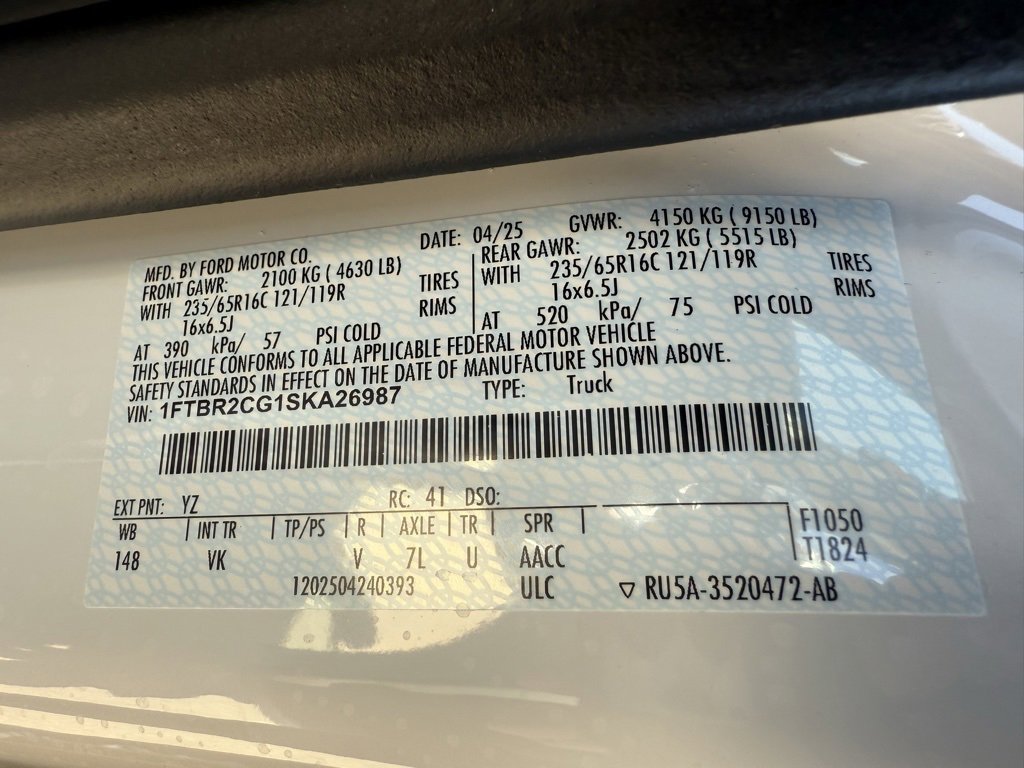 MFD. BY FORD MOTOR CO. DATE: 04/25 GVWR: 4150 KG ( 9150 LB)
FRONT GAWR: 2100 KG ( 4630 LB) REAR GAWR: 2502 KG ( 5515 LB)
WITH 235/65R16C 121/119R TIRES WITH 235/65R16C 121/119R TIRES
16x6.5J RIMS 16x6.5J RIMS
AT 390 kPa/ 57 PSI COLD AT 520 kPa/ 75 PSI COLD
THIS VEHICLE CONFORMS TO ALL APPLICABLE FEDERAL MOTOR VEHICLE
SAFETY STANDARDS IN EFFECT ON THE DATE OF MANUFACTURE SHOWN ABOVE.
VIN: 1FTBR2CG1SKA26987 TYPE: Truck
EXT PNT: YZ RC: 41 DSO:
WB | INT TR | TP/PS | R | AXLE | TR | SPR | F1050
148 VK V 7L U AACC T1824
1202504240393 ULC ▽ RU5A-3520472-AB